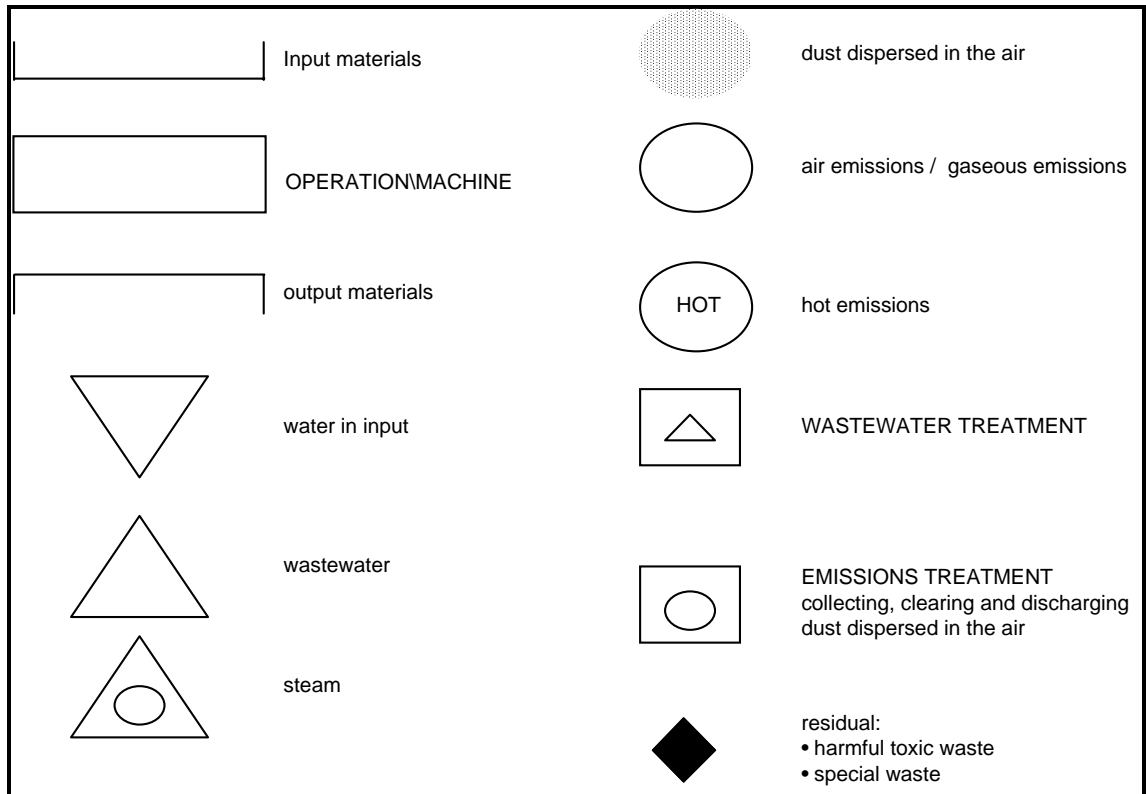 Input materials
OPERATION\MACHINE
output materials
water in input
wastewater
steam
dust dispersed in the air
air emissions / gaseous emissions
HOT
hot emissions
WASTEWATER TREATMENT
EMISSIONS TREATMENT
collecting, clearing and discharging
dust dispersed in the air
residual:
• harmful toxic waste
• special waste